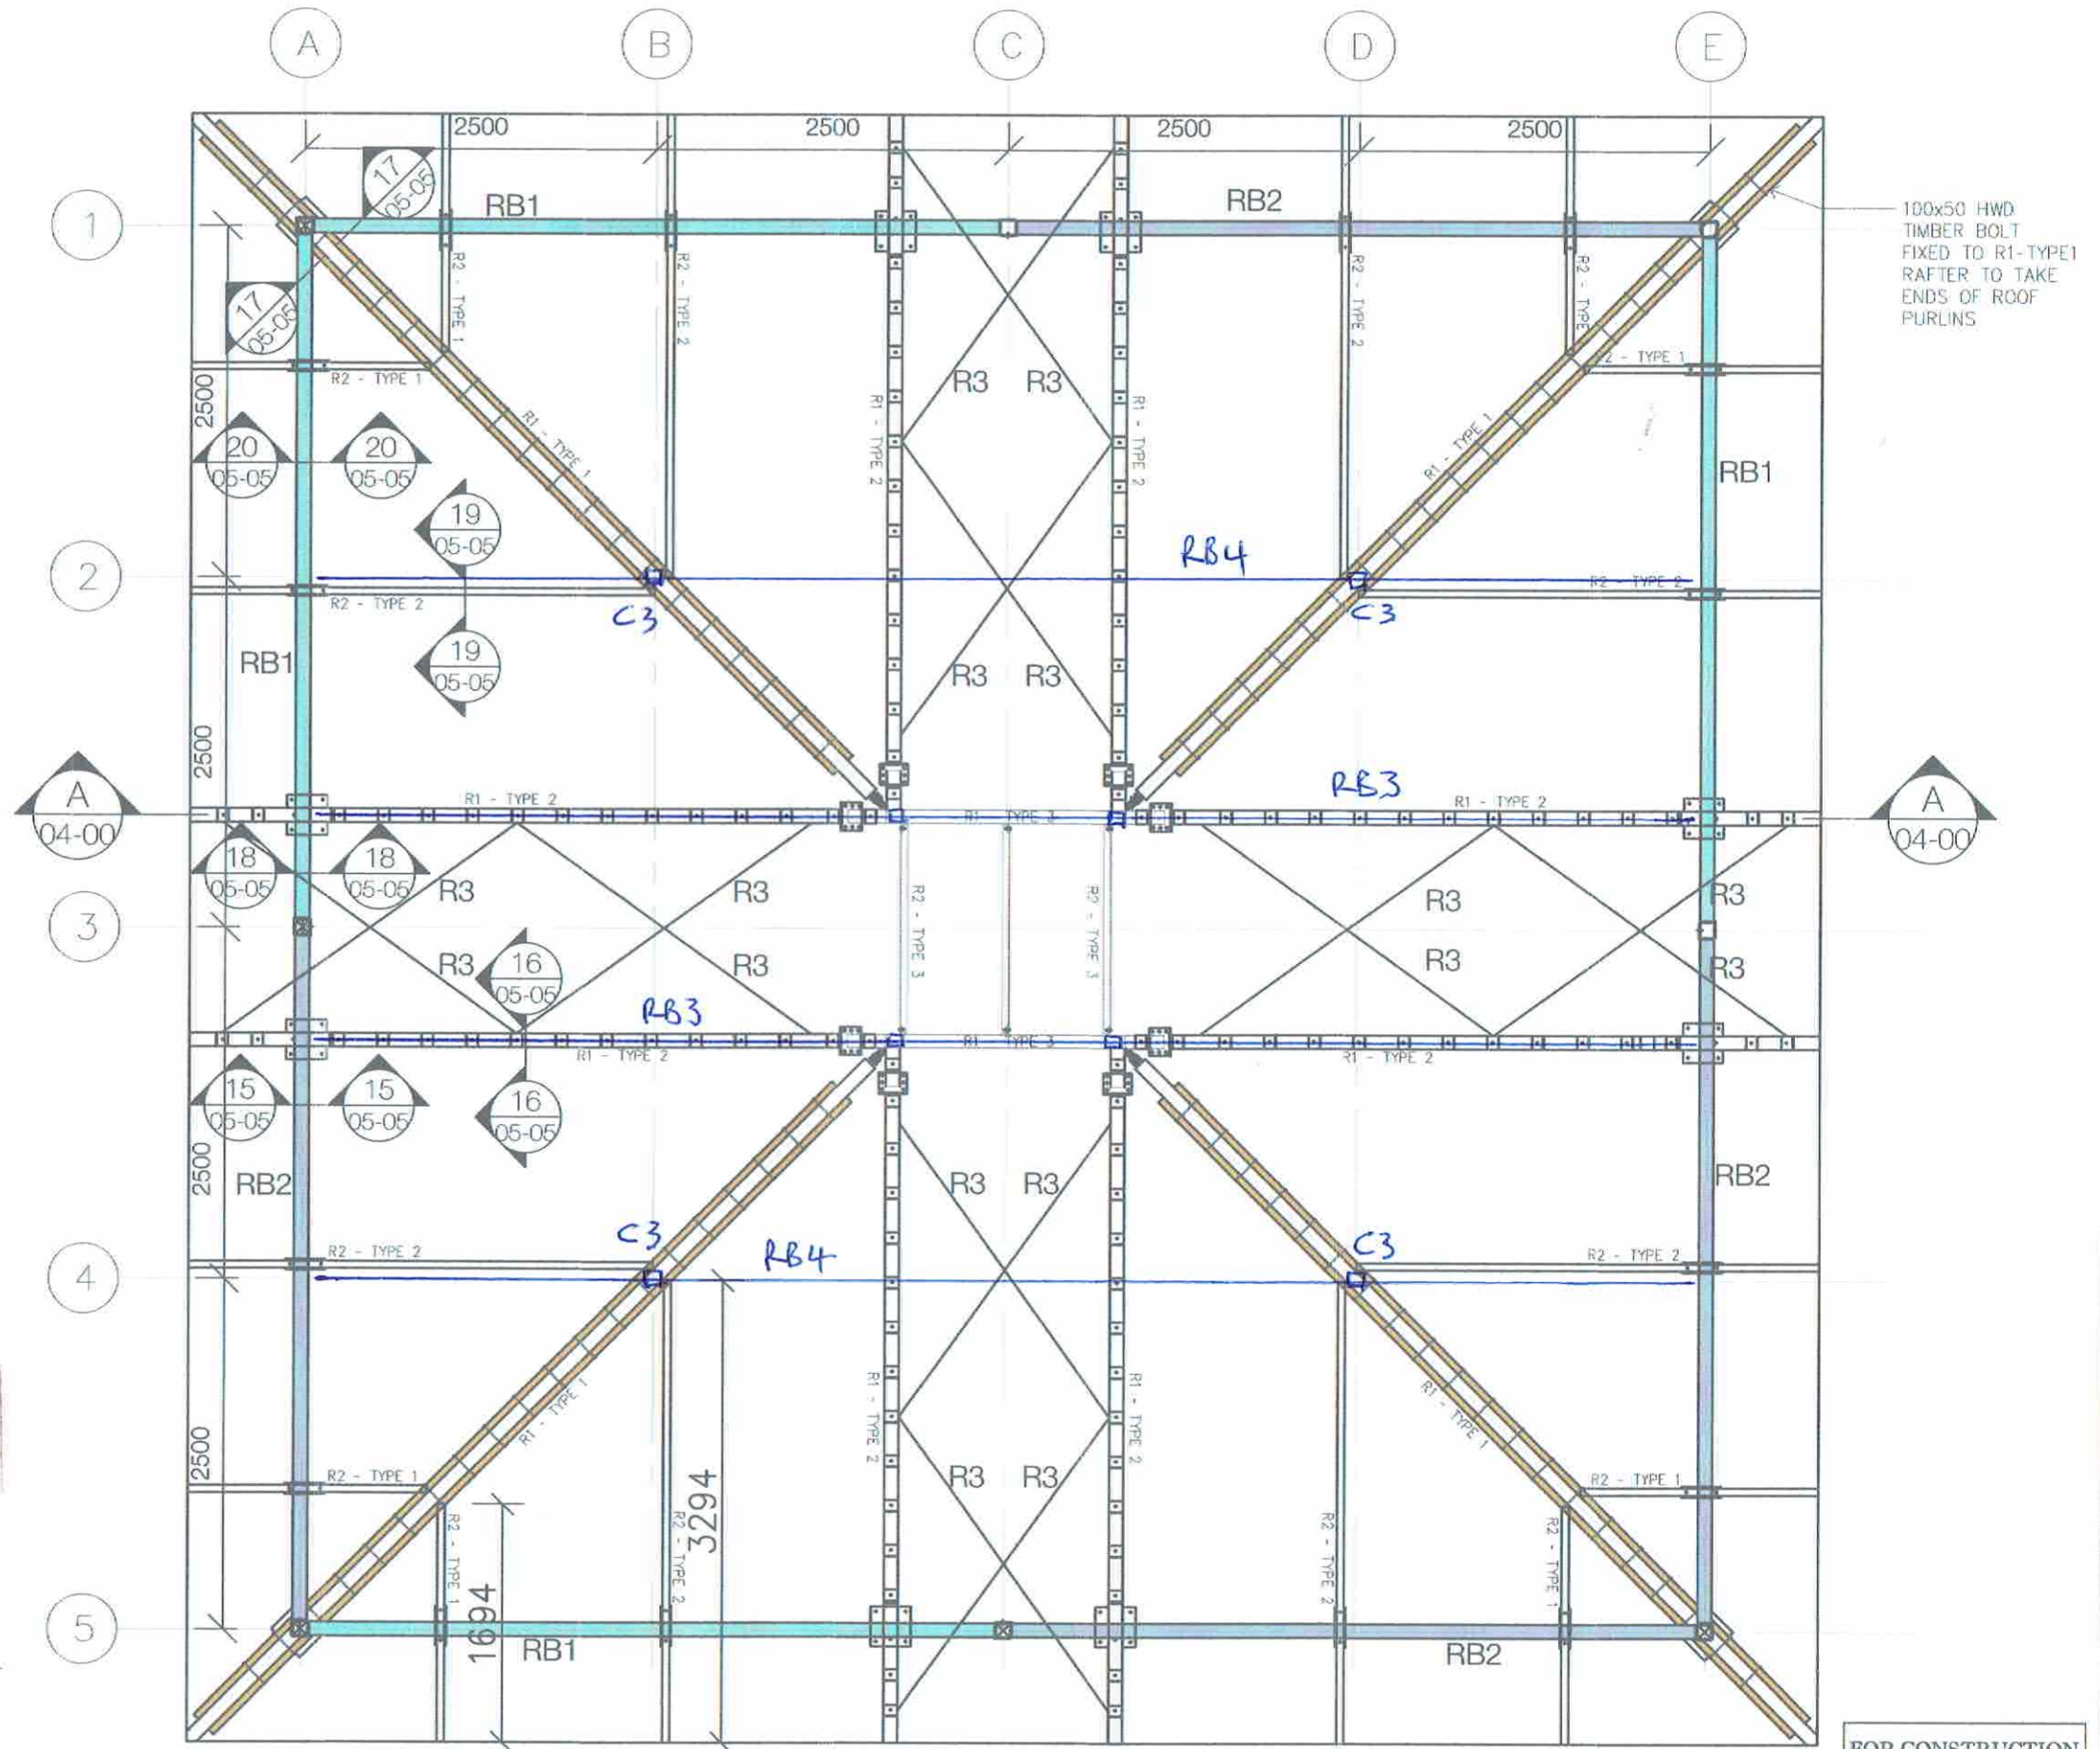 A B C D E
2500 2500 2500 2500
17
05-05
1 RB1 RB2
100x50 HWD
TIMBER BOLT
FIXED TO R1-TYPE1
RAFTER TO TAKE
ENDS OF ROOF
PURLINS
17
05-05
R2 - TYPE 1
R2 - TYPE 2
R2 - TYPE 2
R2 - TYPE
R2 - TYPE 1
2 - TYPE 1
2500
R3 R3
R1 - TYPE 1
R1 - TYPE 2
R1 - TYPE 2
R1 - TYPE 1
20
05-05
20
05-05
RB1
19
05-05
2
RB4
R2 - TYPE 2
R2 - TYPE 2
C3 C3
RB1
19
05-05
R3 R3
2500
A
04-00
R1 - TYPE 2
RB3
R1 - TYPE 2
R1 - TYPE 3
A
04-00
18
05-05
18
05-05
R3 R3
R2 - TYPE 3
R2 - TYPE 3
R3 R3
3
R3 R3
16
05-05
R3 R3
RB3
R1 - TYPE 2
R1 - TYPE 3
R1 - TYPE 2
15
05-05
15
05-05
16
05-05
2500
RB2
R3 R3
RB2
C3 C3
R2 - TYPE 2
RB4
R2 - TYPE 2
4
R1 - TYPE 1
R1 - TYPE 2
R1 - TYPE 2
R1 - TYPE 1
2500
R2 - TYPE 1
R3 R3
R2 - TYPE 1
3294
R2 - TYPE 1
R2 - TYPE 2
R2 - TYPE 2
R2 - TYPE 1
1694
5
RB1 RB2
FOR CONSTRUCTION